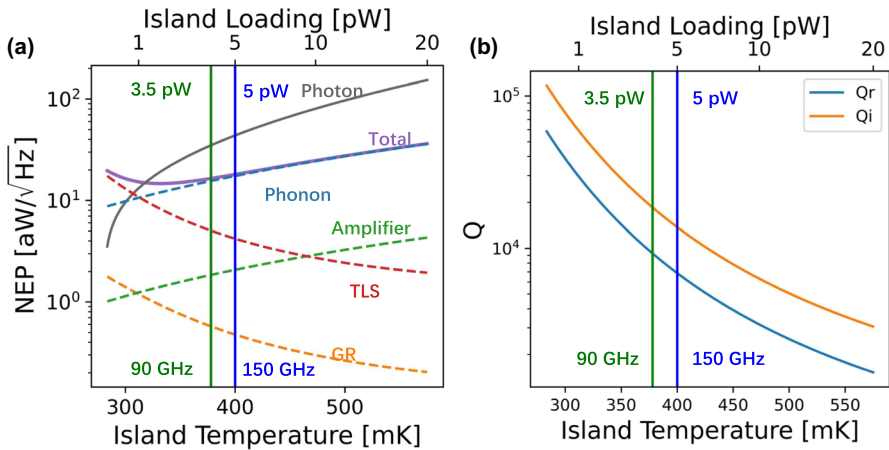 (a)
Island Loading [pW]
1 5 10 20
NEP [aW/√Hz]
10² 10¹ 10⁰
3.5 pW
5 pW
Photon
Total
Phonon
Amplifier
TLS
GR
90 GHz
150 GHz
300 400 500
Island Temperature [mK]
(b)
Island Loading [pW]
1 5 10 20
Q
10⁵ 10⁴
3.5 pW
5 pW
Qr
Qi
90 GHz
150 GHz
300 350 400 450 500 550
Island Temperature [mK]